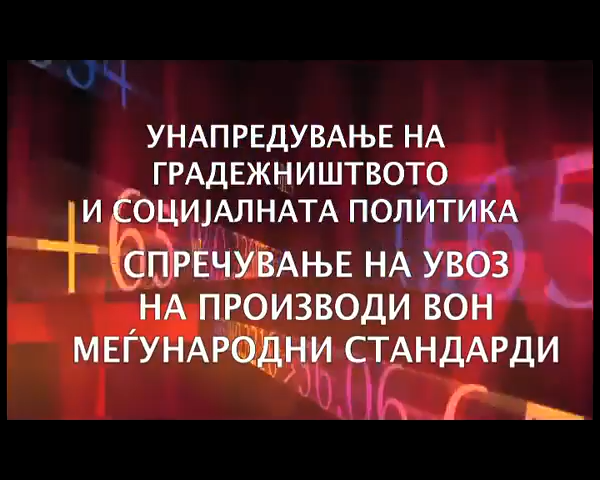 УНАПРЕДУВАЊЕ НА
ГРАДЕЖНИШТВОТО
И СОЦИЈАЛНАТА ПОЛИТИКА
СПРЕЧУВАЊЕ НА УВОЗ
НА ПРОИЗВОДИ ВОН
МЕЃУНАРОДНИ СТАНДАРДИ